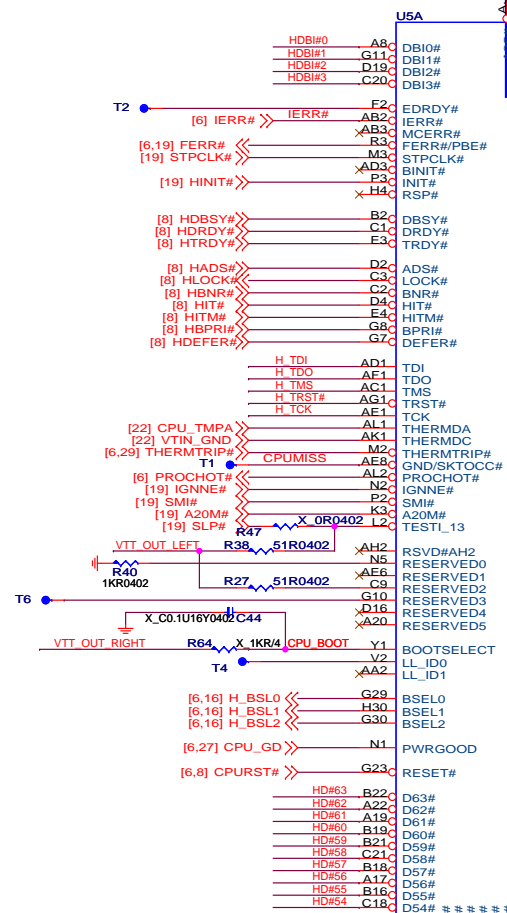 A
U5A
HDBI#0 A8 DBI0#
HDBI#1 G11 DBI1#
HDBI#2 D19 DBI2#
HDBI#3 C20 DBI3#
T2 F2 EDRDY#
[6] IERR# IERR# AB2 IERR#
AB3 MCERR#
[6,19] FERR# R3 FERR#/PBE#
[19] STPCLK# M3 STPCLK#
AD3 BINIT#
[19] HINIT# P3 INIT#
H4 RSP#
[8] HDBSY# B2 DBSY#
[8] HDRDY# C1 DRDY#
[8] HTRDY# E3 TRDY#
[8] HADS# D2 ADS#
[8] HLOCK# C3 LOCK#
[8] HBNR# C2 BNR#
[8] HIT# D4 HIT#
[8] HITM# E4 HITM#
[8] HBPRI# G8 BPRI#
[8] HDEFER# G7 DEFER#
H_TDI AD1 TDI
H_TDO AF1 TDO
H_TMS AC1 TMS
H_TRST# AG1 TRST#
H_TCK AE1 TCK
[22] CPU_TMPA AL1 THERMDA
[22] VTIN_GND AK1 THERMDC
[6,29] THERMTRIP# M2 THERMTRIP#
T1 CPUMISS AE8 GND/SKTOCC#
[6] PROCHOT# AL2 PROCHOT#
[19] IGNNE# N2 IGNNE#
[19] SMI# P2 SMI#
[19] A20M# K3 A20M#
[19] SLP# R47 X_0R0402 L2 TESTI_13
VTT_OUT_LEFT R38 51R0402 AH2 RSVD#AH2
R40 N5 RESERVED0
1KR0402 AE6 RESERVED1
R27 51R0402 C9 RESERVED2
T6 G10 RESERVED3
X_C0.1U16Y0402 C44 D16 RESERVED4
A20 RESERVED5
VTT_OUT_RIGHT R64 X_1KR/4 CPU_BOOT Y1 BOOTSELECT
T4 V2 LL_ID0
AA2 LL_ID1
[6,16] H_BSL0 G29 BSEL0
[6,16] H_BSL1 H30 BSEL1
[6,16] H_BSL2 G30 BSEL2
[6,27] CPU_GD N1 PWRGOOD
[6,8] CPURST# G23 RESET#
HD#63 B22 D63#
HD#62 A22 D62#
HD#61 A19 D61#
HD#60 B19 D60#
HD#59 B21 D59#
HD#58 C21 D58#
HD#57 B18 D57#
HD#56 A17 D56#
HD#55 B16 D55#
HD#54 C18 D54# # # # # # #